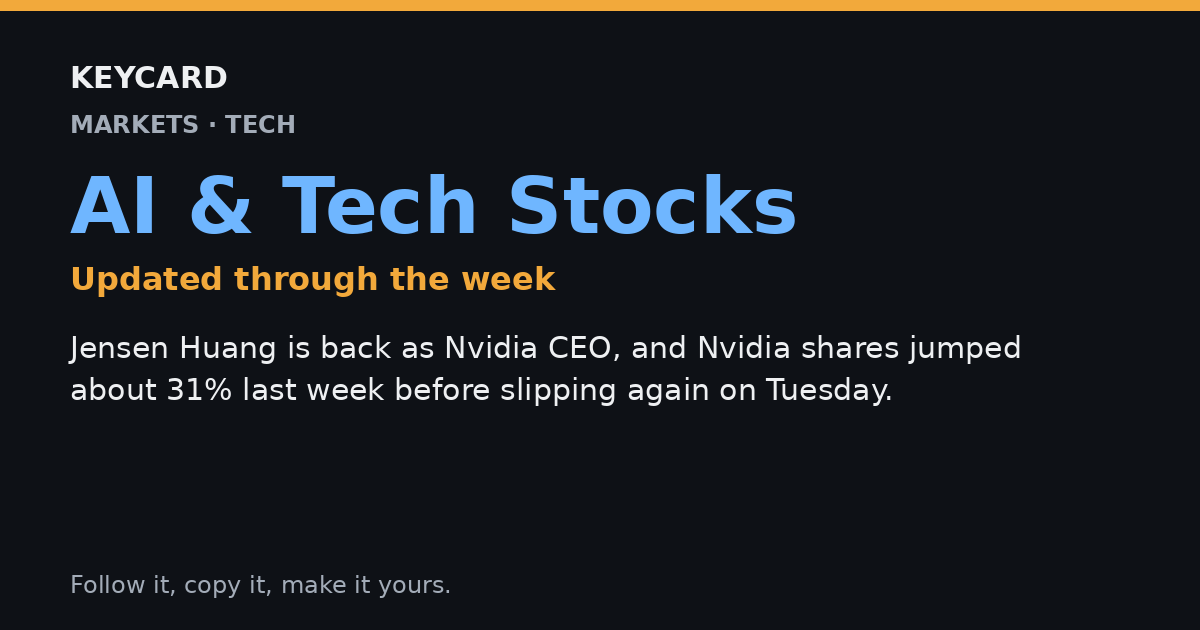 KEYCARD
MARKETS · TECH
AI & Tech Stocks
Updated through the week
Jensen Huang is back as Nvidia CEO, and Nvidia shares jumped
about 31% last week before slipping again on Tuesday.
Follow it, copy it, make it yours.